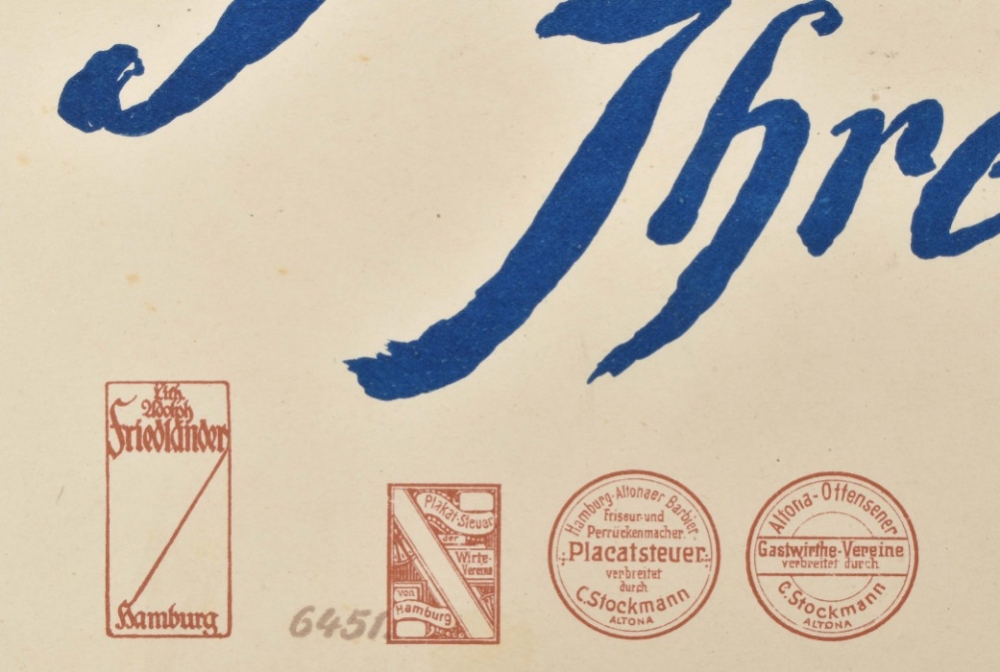 Ihre
Lith.
Adolph
Friedländer
Hamburg
6451
Plakat-Steuer
der
Wirte-
Vereine
von
Hamburg
Hamburg-Altonaer Barbier
Friseur-und
Perrückenmacher.
Placatsteuer
verbreitet
durch
C.Stockmann
ALTONA
Altona-Ottensener
Gastwirthe-Vereine
verbreitet durch
C.Stockmann
ALTONA